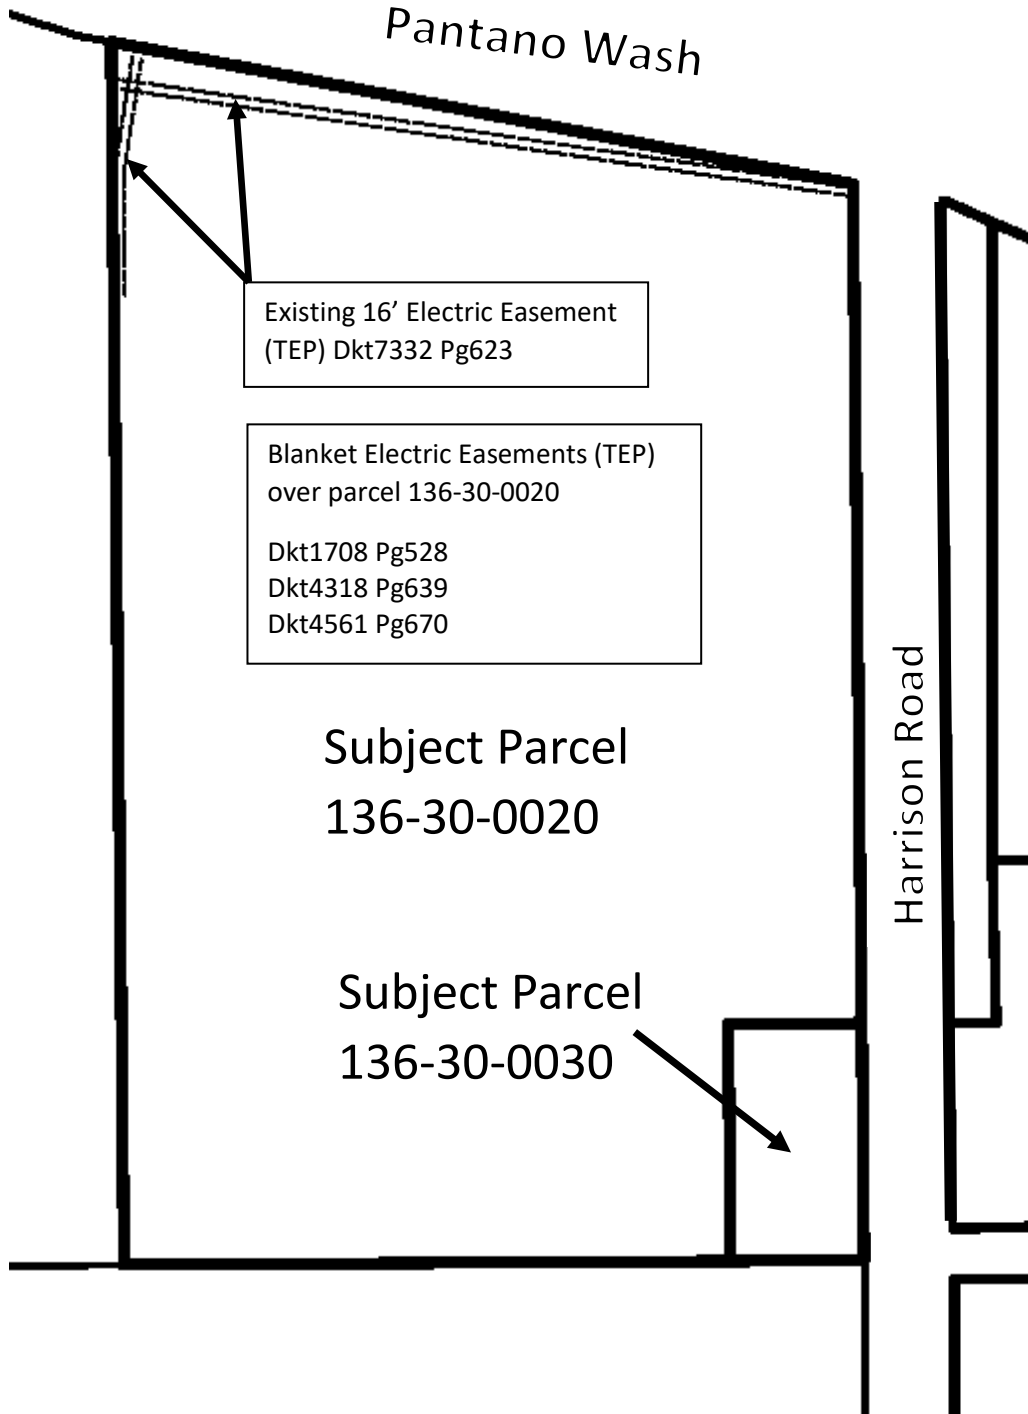 Pantano Wash
Existing 16’ Electric Easement
(TEP) Dkt7332 Pg623
Blanket Electric Easements (TEP)
over parcel 136-30-0020
Dkt1708 Pg528
Dkt4318 Pg639
Dkt4561 Pg670
Subject Parcel
136-30-0020
Harrison Road
Subject Parcel
136-30-0030